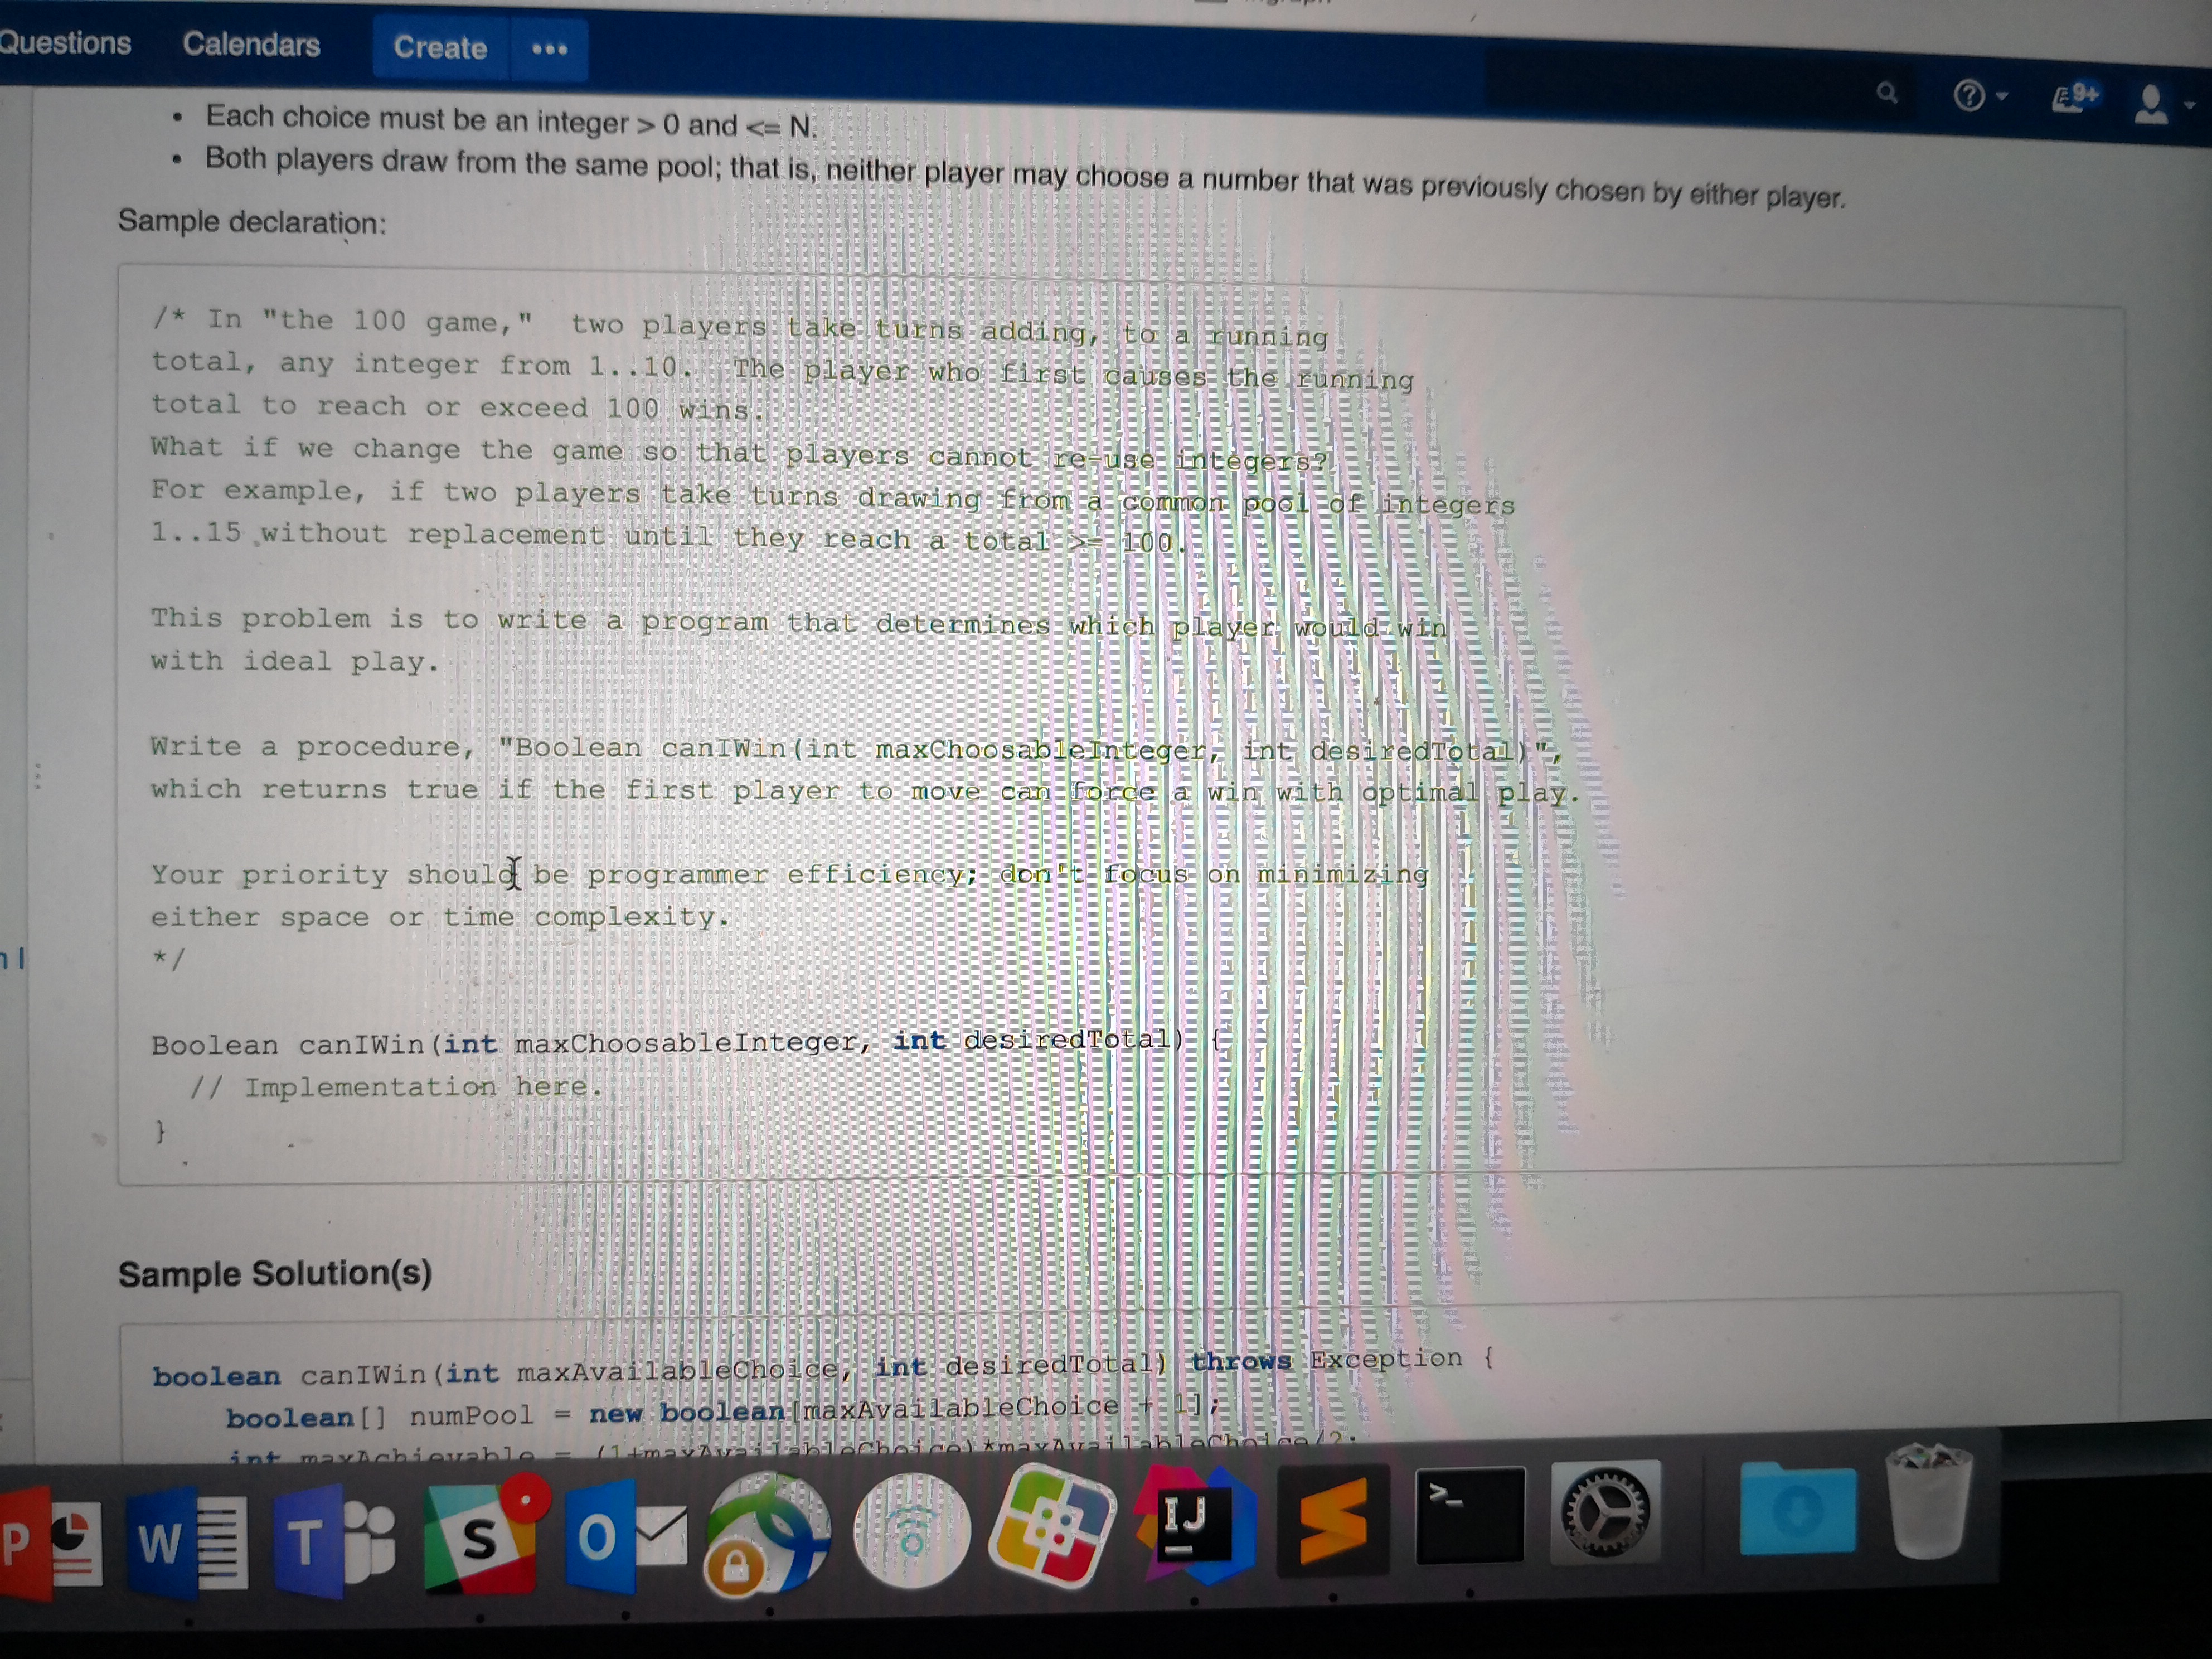 Questions Calendars Create •••
9+
• Each choice must be an integer > 0 and <= N.
• Both players draw from the same pool; that is, neither player may choose a number that was previously chosen by either player.
Sample declaration:
/* In "the 100 game," two players take turns adding, to a running
total, any integer from 1..10. The player who first causes the running
total to reach or exceed 100 wins.
What if we change the game so that players cannot re-use integers?
For example, if two players take turns drawing from a common pool of integers
1..15 without replacement until they reach a total >= 100.
This problem is to write a program that determines which player would win
with ideal play.
Write a procedure, "Boolean canIWin(int maxChoosableInteger, int desiredTotal)",
which returns true if the first player to move can force a win with optimal play.
Your priority should be programmer efficiency; don't focus on minimizing
either space or time complexity.
*/
Boolean canIWin(int maxChoosableInteger, int desiredTotal) {
// Implementation here.
}
Sample Solution(s)
boolean canIWin(int maxAvailableChoice, int desiredTotal) throws Exception {
boolean[] numPool = new boolean[maxAvailableChoice + 1];
int maxAchievable = (1+maxAvailableChoice)*maxAvailableChoice/2;
P W T S O IJ >_